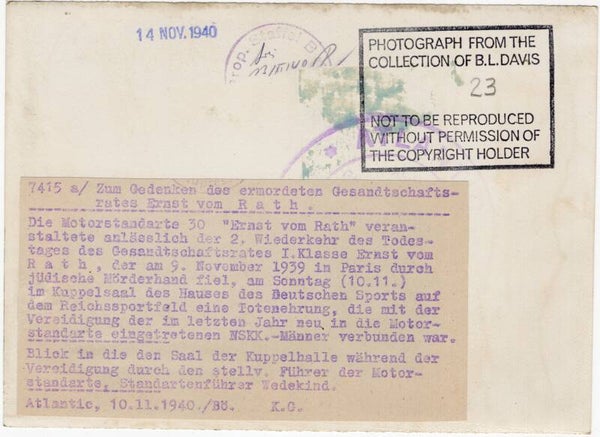 14 NOV. 1940
Prop. Staffel B
PHOTOGRAPH FROM THE
COLLECTION OF B.L. DAVIS
23
NOT TO BE REPRODUCED
WITHOUT PERMISSION OF
THE COPYRIGHT HOLDER
7415 a/ Zum Gedenken des ermordeten Gesandtschafts-
rates Ernst vom R a t h .
Die Motorstandarte 30 "Ernst vom Rath" veran-
staltete anlässlich der 2. Wiederkehr des Todes-
tages des Gesandtschaftsrates I.Klasse Ernst vom
R a t h , der am 9. November 1939 in Paris durch
jüdische Mörderhand fiel, am Sonntag (10.11.)
im Kuppelsaal des Hauses des Deutschen Sports auf
dem Reichssportfeld eine Totenehrung, die mit der
Vereidigung der im letzten Jahr neu in die Motor-
standarte eingetretenen NSKK.-Männer verbunden war.
Blick in die den Saal der Kuppelhalle während der
Vereidigung durch den stellv. Führer der Motor-
standarte, Standartenführer Wedekind.
Atlantic, 10.11.1940./Bö. K.G.